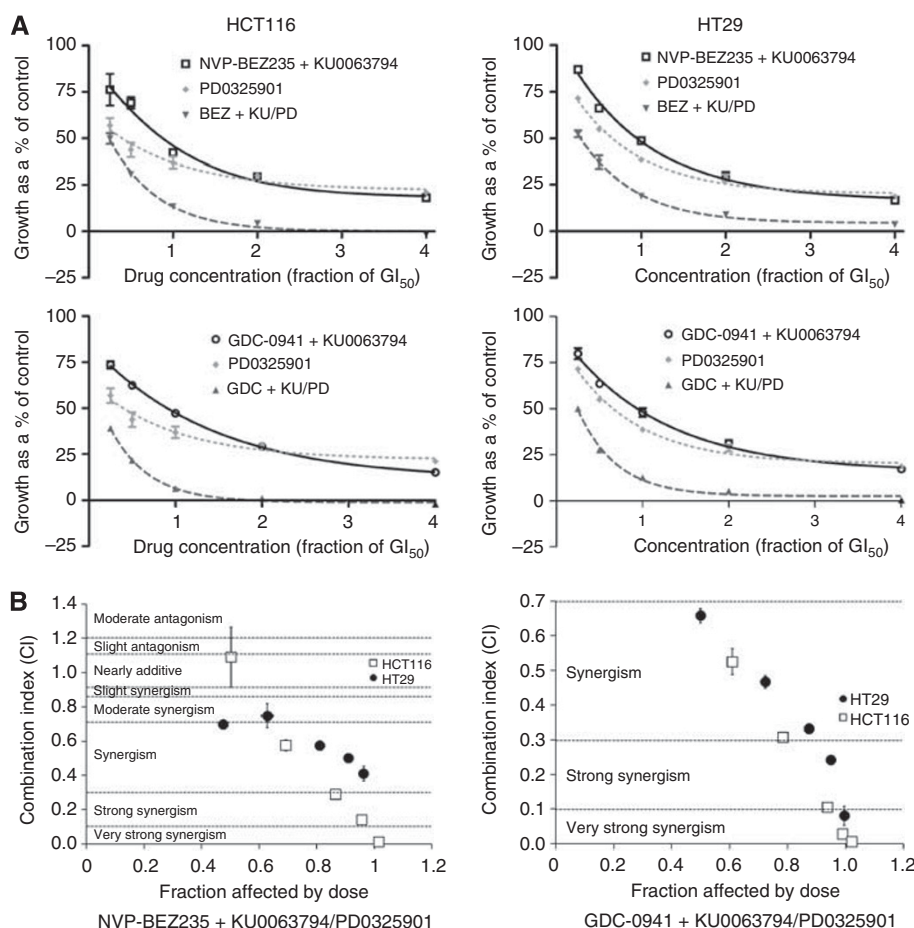 A
HCT116
HT29
Growth as a % of control
100
75
50
25
0
–25
NVP-BEZ235 + KU0063794
PD0325901
BEZ + KU/PD
1
2
3
4
Drug concentration (fraction of GI50)
Growth as a % of control
100
75
50
25
0
–25
NVP-BEZ235 + KU0063794
PD0325901
BEZ + KU/PD
1
2
3
4
Concentration (fraction of GI50)
Growth as a % of control
100
75
50
25
0
–25
GDC-0941 + KU0063794
PD0325901
GDC + KU/PD
1
2
3
4
Drug concentration (fraction of GI50)
Growth as a % of control
100
75
50
25
0
–25
GDC-0941 + KU0063794
PD0325901
GDC + KU/PD
1
2
3
4
Concentration (fraction of GI50)
B
Combination index (CI)
1.4
1.2
1.0
0.8
0.6
0.4
0.2
0.0
Moderate antagonism
Slight antagonism
Nearly additive
Slight synergism
Moderate synergism
Synergism
Strong synergism
Very strong synergism
HCT116
HT29
0
0.2
0.4
0.6
0.8
1.0
1.2
Fraction affected by dose
NVP-BEZ235 + KU0063794/PD0325901
Combination index (CI)
0.7
0.6
0.5
0.4
0.3
0.2
0.1
0.0
Synergism
Strong synergism
Very strong synergism
HT29
HCT116
0
0.2
0.4
0.6
0.8
1.0
1.2
Fraction affected by dose
GDC-0941 + KU0063794/PD0325901